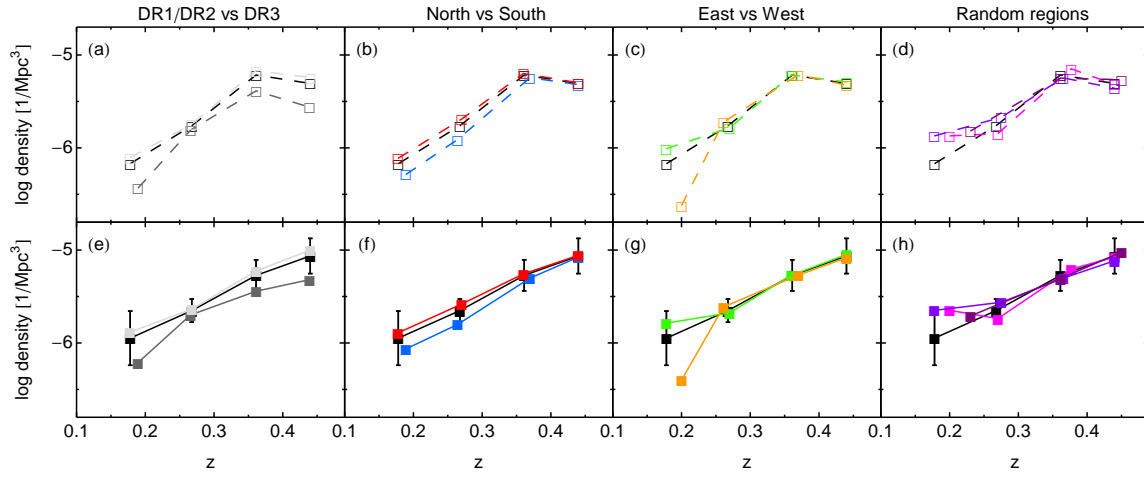 DR1/DR2 vs DR3 North vs South East vs West Random regions
(a) (b) (c) (d)
log density [1/Mpc³]
−5
−6
(e) (f) (g) (h)
log density [1/Mpc³]
−5
−6
0.1 0.2 0.3 0.4 0.1 0.2 0.3 0.4 0.1 0.2 0.3 0.4 0.1 0.2 0.3 0.4 0.5
z z z z